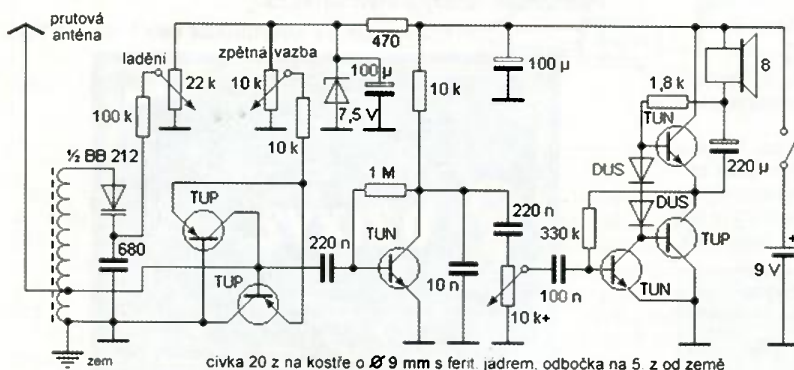 prutová
anténa
ladění
zpětná vazba
470
22 k
10 k
100 k
10 k
7,5 V
100 µ
10 k
100 µ
8
1,8 k
TUN
220 µ
½ BB 212
680
TUP
TUP
220 n
1 M
TUN
10 n
220 n
10 k+
100 n
330 k
DUS
DUS
TUP
TUN
+
9 V
zem
cívka 20 z na kostře o Ø 9 mm s ferit. jádrem, odbočka na 5. z od země